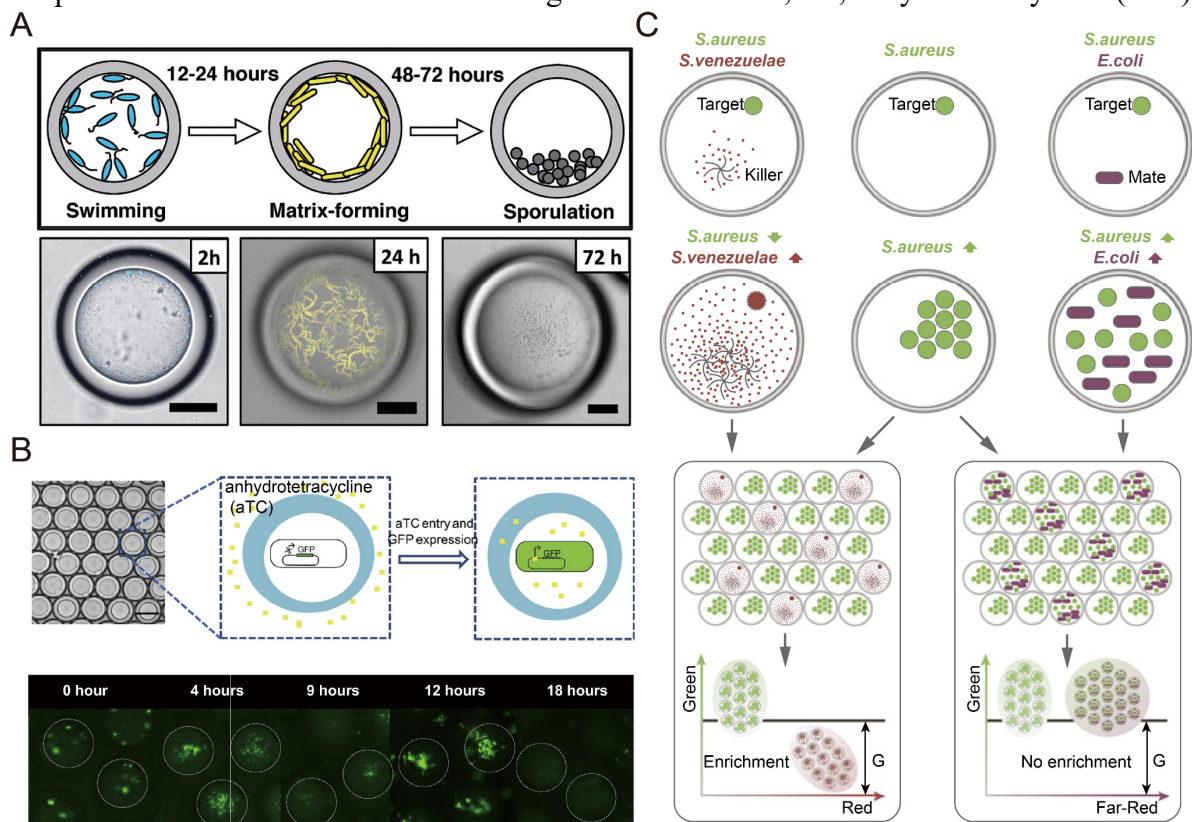 A
12-24 hours
48-72 hours
Swimming
Matrix-forming
Sporulation
2h
24 h
72 h
B
anhydrotetracycline
(aTC)
GFP
aTC entry and
GFP expression
GFP
0 hour
4 hours
9 hours
12 hours
18 hours
C
S.aureus
S.venezuelae
S.aureus
S.aureus
E.coli
Target
Killer
Target
Target
Mate
S.aureus
S.venezuelae
S.aureus
S.aureus
E.coli
Green
Enrichment
G
Red
Green
No enrichment
G
Far-Red